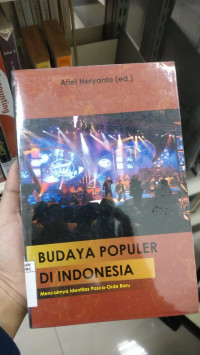 Ariel Heryanto (ed.)
BUDAYA POPULER
DI INDONESIA
Mencairnya Identitas Pasca-Orde Baru